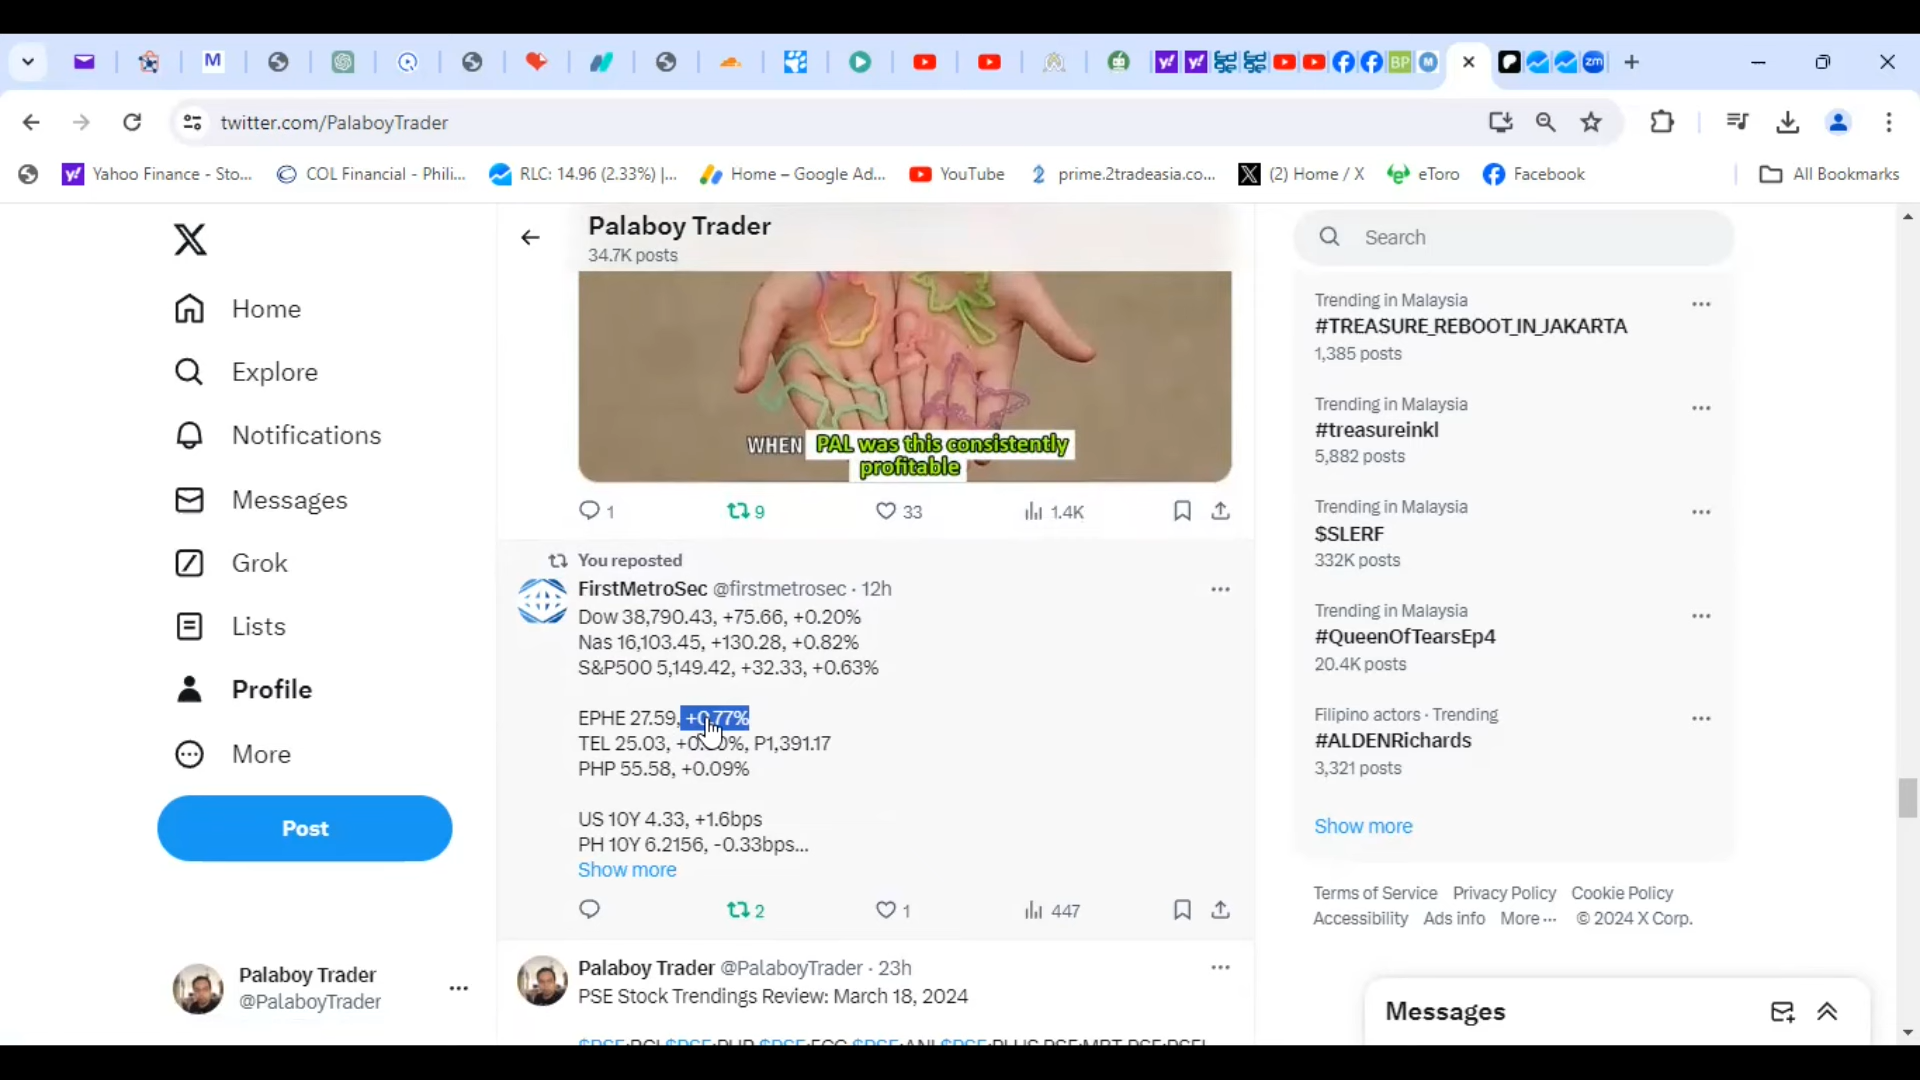 twitter.com/PalaboyTrader
Yahoo Finance - Sto...
COL Financial - Phili...
RLC: 14.96 (2.33%) |...
Home – Google Ad...
YouTube
prime.2tradeasia.co...
(2) Home / X
eToro
Facebook
All Bookmarks
Home
Explore
Notifications
Messages
Grok
Lists
Profile
More
Post
Palaboy Trader
@PalaboyTrader
Palaboy Trader
34.7K posts
WHEN PAL was this consistently
profitable
1
9
33
1.4K
You reposted
FirstMetroSec @firstmetrosec · 12h
Dow 38,790.43, +75.66, +0.20%
Nas 16,103.45, +130.28, +0.82%
S&P500 5,149.42, +32.33, +0.63%
EPHE 27.59, +0.77%
TEL 25.03, P1,391.17
PHP 55.58, +0.09%
US 10Y 4.33, +1.6bps
PH 10Y 6.2156, -0.33bps...
Show more
2
1
447
Palaboy Trader @PalaboyTrader · 23h
PSE Stock Trendings Review: March 18, 2024
Search
Trending in Malaysia
#TREASURE_REBOOT_IN_JAKARTA
1,385 posts
Trending in Malaysia
#treasureinkl
5,882 posts
Trending in Malaysia
$SLERF
332K posts
Trending in Malaysia
#QueenOfTearsEp4
20.4K posts
Filipino actors · Trending
#ALDENRichards
3,321 posts
Show more
Terms of Service Privacy Policy Cookie Policy
Accessibility Ads info More ··· © 2024 X Corp.
Messages